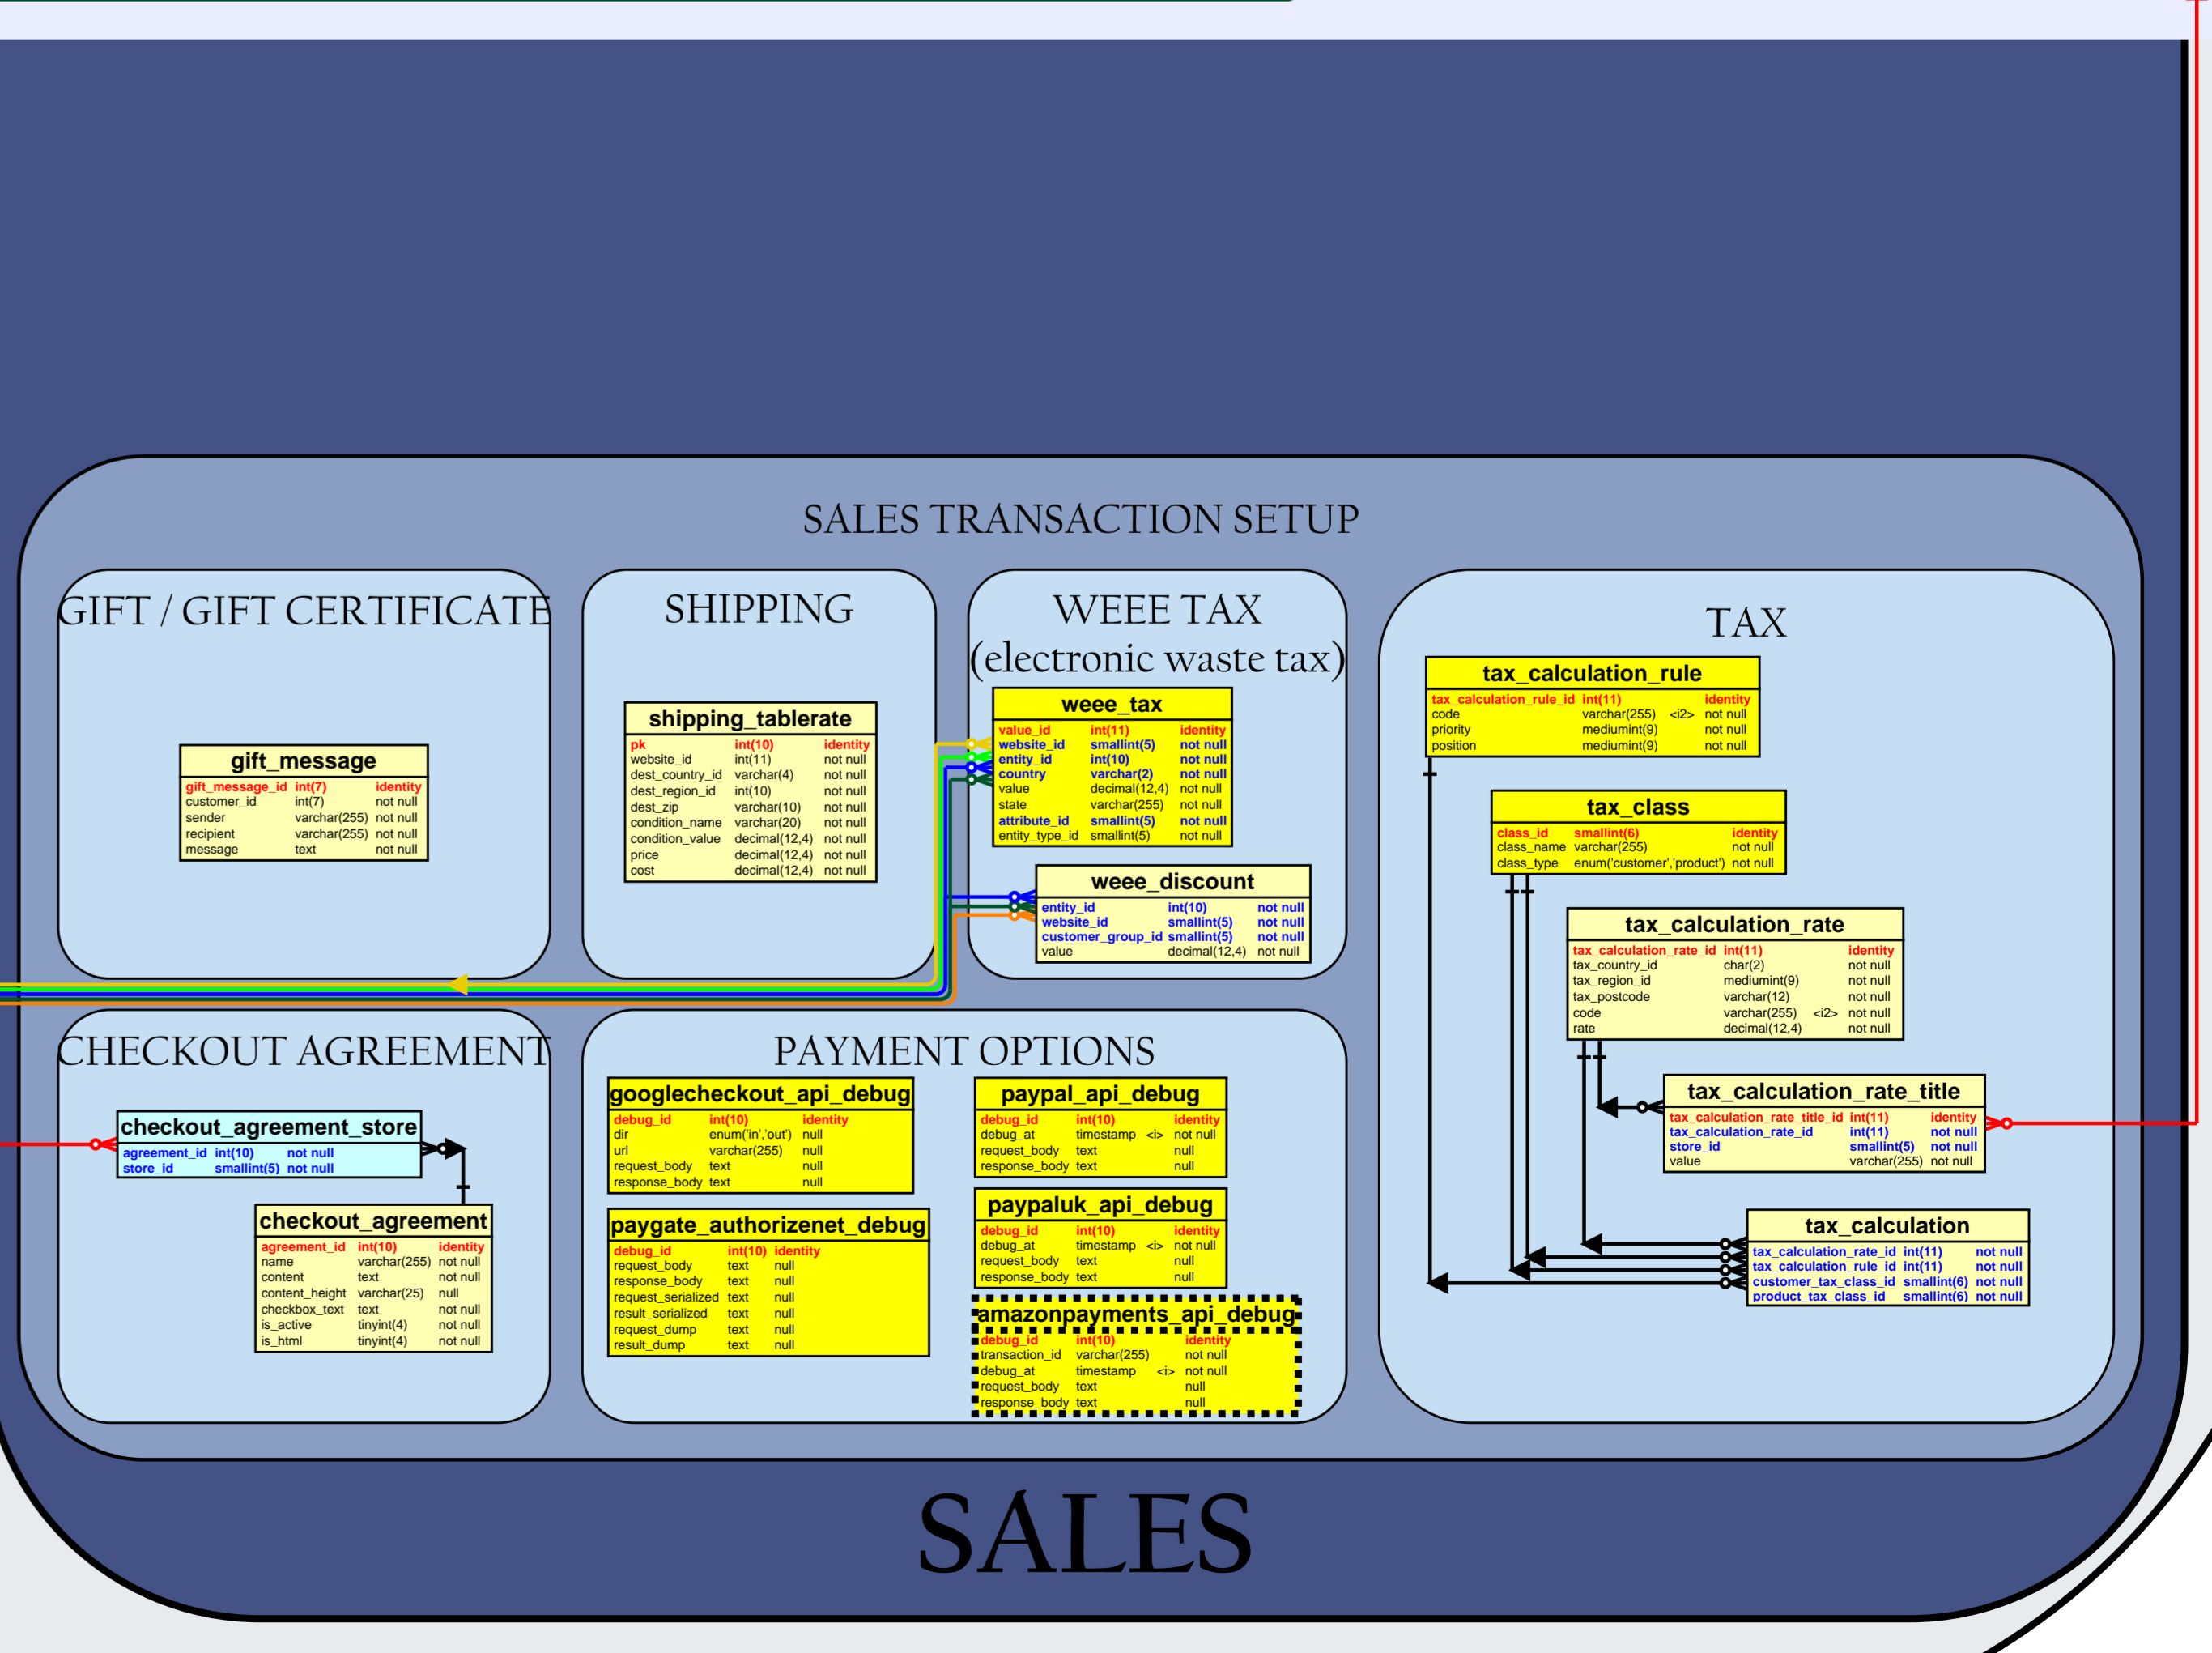 SALES TRANSACTION SETUP
GIFT / GIFT CERTIFICATE
gift_message
gift_message_id int(7) identity
customer_id int(7) not null
sender varchar(255) not null
recipient varchar(255) not null
message text not null
SHIPPING
shipping_tablerate
pk int(10) identity
website_id int(11) not null
dest_country_id varchar(4) not null
dest_region_id int(10) not null
dest_zip varchar(10) not null
condition_name varchar(20) not null
condition_value decimal(12,4) not null
price decimal(12,4) not null
cost decimal(12,4) not null
WEEE TAX
(electronic waste tax)
weee_tax
value_id int(11) identity
website_id smallint(5) not null
entity_id int(10) not null
country varchar(2) not null
value decimal(12,4) not null
state varchar(255) not null
attribute_id smallint(5) not null
entity_type_id smallint(5) not null
weee_discount
entity_id int(10) not null
website_id smallint(5) not null
customer_group_id smallint(5) not null
value decimal(12,4) not null
TAX
tax_calculation_rule
tax_calculation_rule_id int(11) identity
code varchar(255) <i2> not null
priority mediumint(9) not null
position mediumint(9) not null
tax_class
class_id smallint(6) identity
class_name varchar(255) not null
class_type enum('customer','product') not null
tax_calculation_rate
tax_calculation_rate_id int(11) identity
tax_country_id char(2) not null
tax_region_id mediumint(9) not null
tax_postcode varchar(12) not null
code varchar(255) <i2> not null
rate decimal(12,4) not null
tax_calculation_rate_title
tax_calculation_rate_title_id int(11) identity
tax_calculation_rate_id int(11) not null
store_id smallint(5) not null
value varchar(255) not null
tax_calculation
tax_calculation_rate_id int(11) not null
tax_calculation_rule_id int(11) not null
customer_tax_class_id smallint(6) not null
product_tax_class_id smallint(6) not null
CHECKOUT AGREEMENT
checkout_agreement_store
agreement_id int(10) not null
store_id smallint(5) not null
checkout_agreement
agreement_id int(10) identity
name varchar(255) not null
content text not null
content_height varchar(25) null
checkbox_text text not null
is_active tinyint(4) not null
is_html tinyint(4) not null
PAYMENT OPTIONS
googlecheckout_api_debug
debug_id int(10) identity
dir enum('in','out') null
url varchar(255) null
request_body text null
response_body text null
paygate_authorizenet_debug
debug_id int(10) identity
request_body text null
response_body text null
request_serialized text null
result_serialized text null
request_dump text null
result_dump text null
paypal_api_debug
debug_id int(10) identity
debug_at timestamp <i> not null
request_body text null
response_body text null
paypaluk_api_debug
debug_id int(10) identity
debug_at timestamp <i> not null
request_body text null
response_body text null
amazonpayments_api_debug
debug_id int(10) identity
transaction_id varchar(255) not null
debug_at timestamp <i> not null
request_body text null
response_body text null
SALES